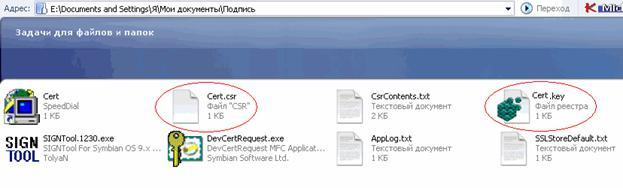 Адрес: E:\Documents and Settings\Я\Мои документы\Подпись Переход
Задачи для файлов и папок
Cert
SpeedDial
1 КБ
Cert.csr
Файл "CSR"
1 КБ
CsrContents.txt
Текстовый документ
2 КБ
Cert.key
Файл реестра
1 КБ
SIGN TOOL
SIGNTool.1230.exe
SIGNTool For Symbian OS 9.x ...
TolyaN
DevCertRequest.exe
DevCertRequest MFC Applicat...
Symbian Software Ltd.
AppLog.txt
Текстовый документ
1 КБ
SSLStoreDefault.txt
Текстовый документ
1 КБ